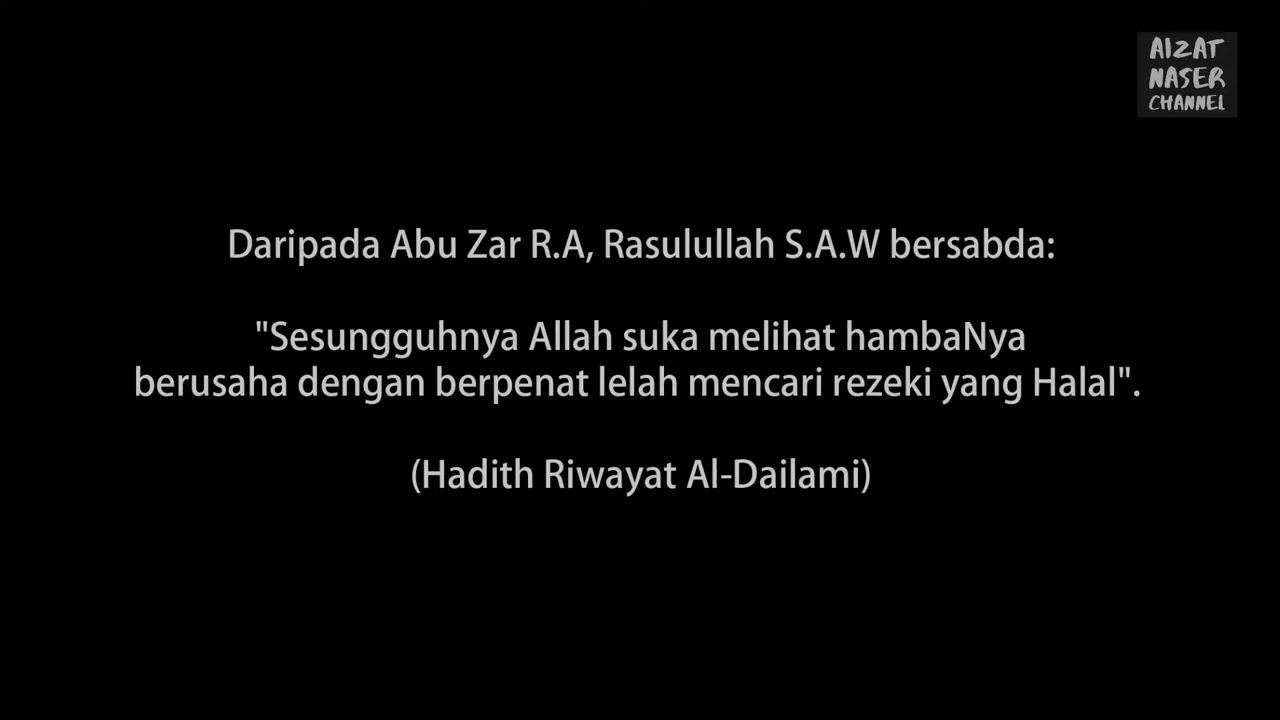 AIZAT
NASER
CHANNEL
Daripada Abu Zar R.A, Rasulullah S.A.W bersabda:
"Sesungguhnya Allah suka melihat hambaNya
berusaha dengan berpenat lelah mencari rezeki yang Halal".
(Hadith Riwayat Al-Dailami)